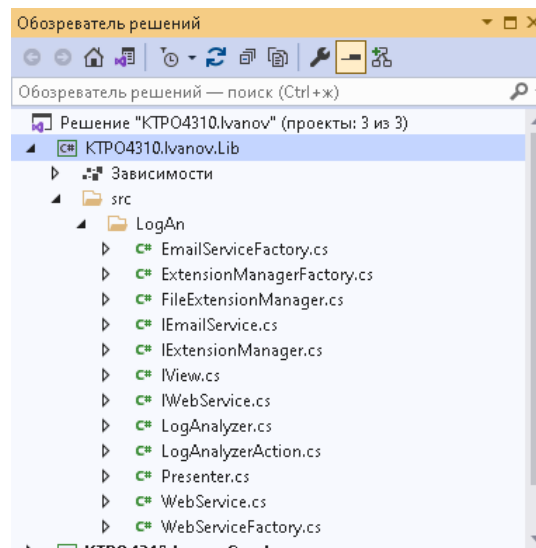 Обозреватель решений
Обозреватель решений — поиск (Ctrl+ж)
Решение "KTPO4310.Ivanov" (проекты: 3 из 3)
C# KTPO4310.Ivanov.Lib
Зависимости
src
LogAn
C# EmailServiceFactory.cs
C# ExtensionManagerFactory.cs
C# FileExtensionManager.cs
C# IEmailService.cs
C# IExtensionManager.cs
C# IView.cs
C# IWebService.cs
C# LogAnalyzer.cs
C# LogAnalyzerAction.cs
C# Presenter.cs
C# WebService.cs
C# WebServiceFactory.cs